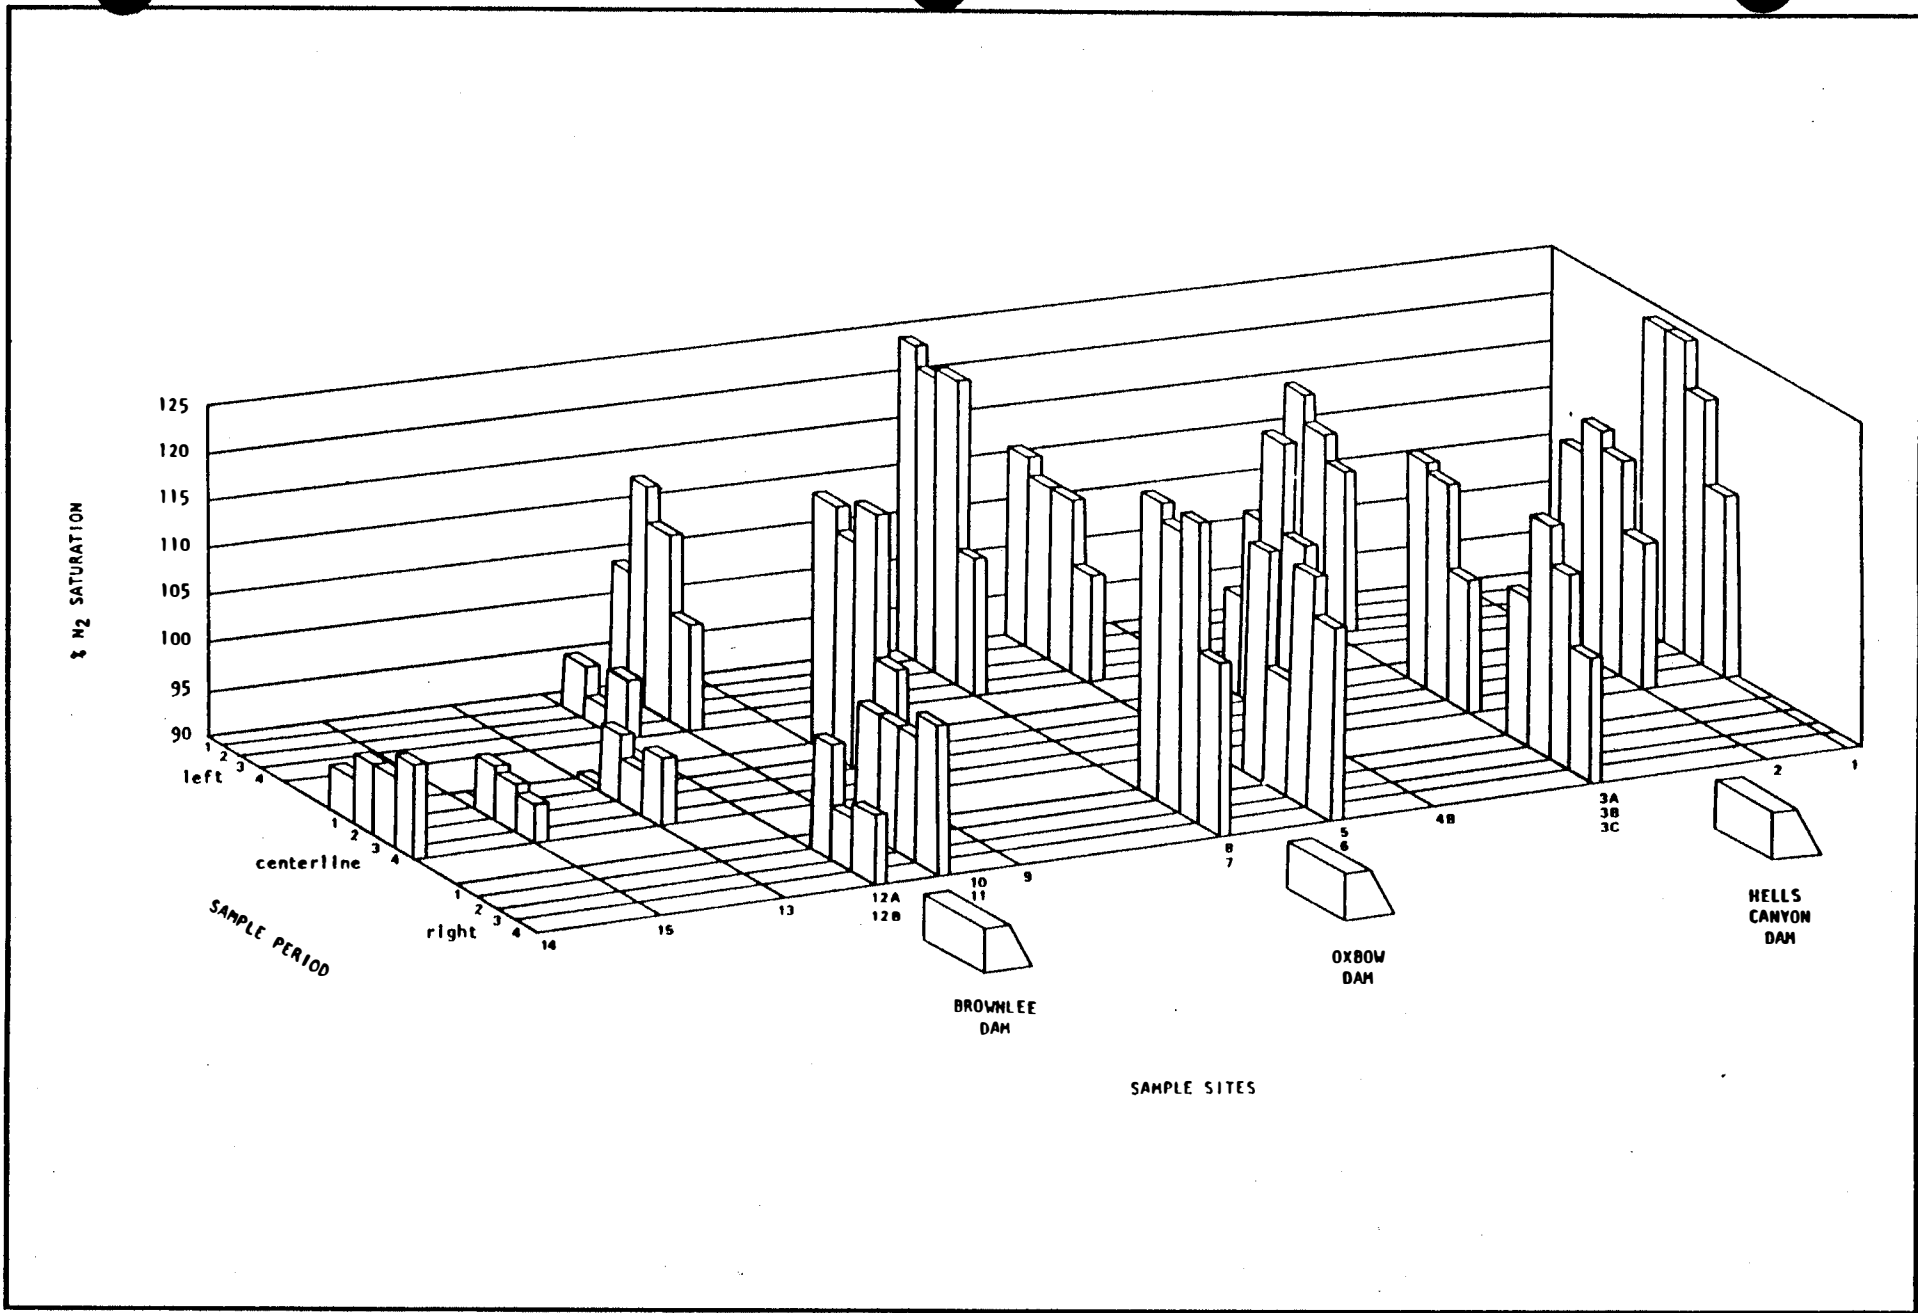 125
120
115
110
105
100
95
90
% N2 SATURATION
1
2
3
4
left
1
2
3
4
centerline
1
2
3
4
right
SAMPLE PERIOD
14
15
13
12A
12B
10
11
9
8
7
5
6
4B
3A
3B
3C
2
1
BROWNLEE
DAM
OXBOW
DAM
HELLS
CANYON
DAM
SAMPLE SITES